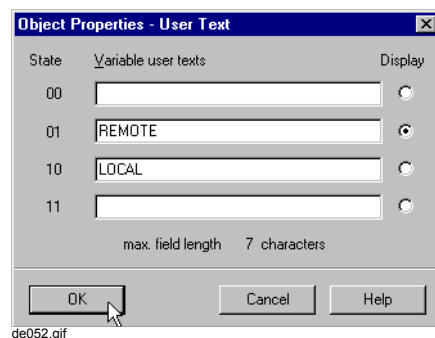 Object Properties - User Text
State Variable user texts Display
00
01 REMOTE
10 LOCAL
11
max. field length 7 characters
OK Cancel Help
de052.gif